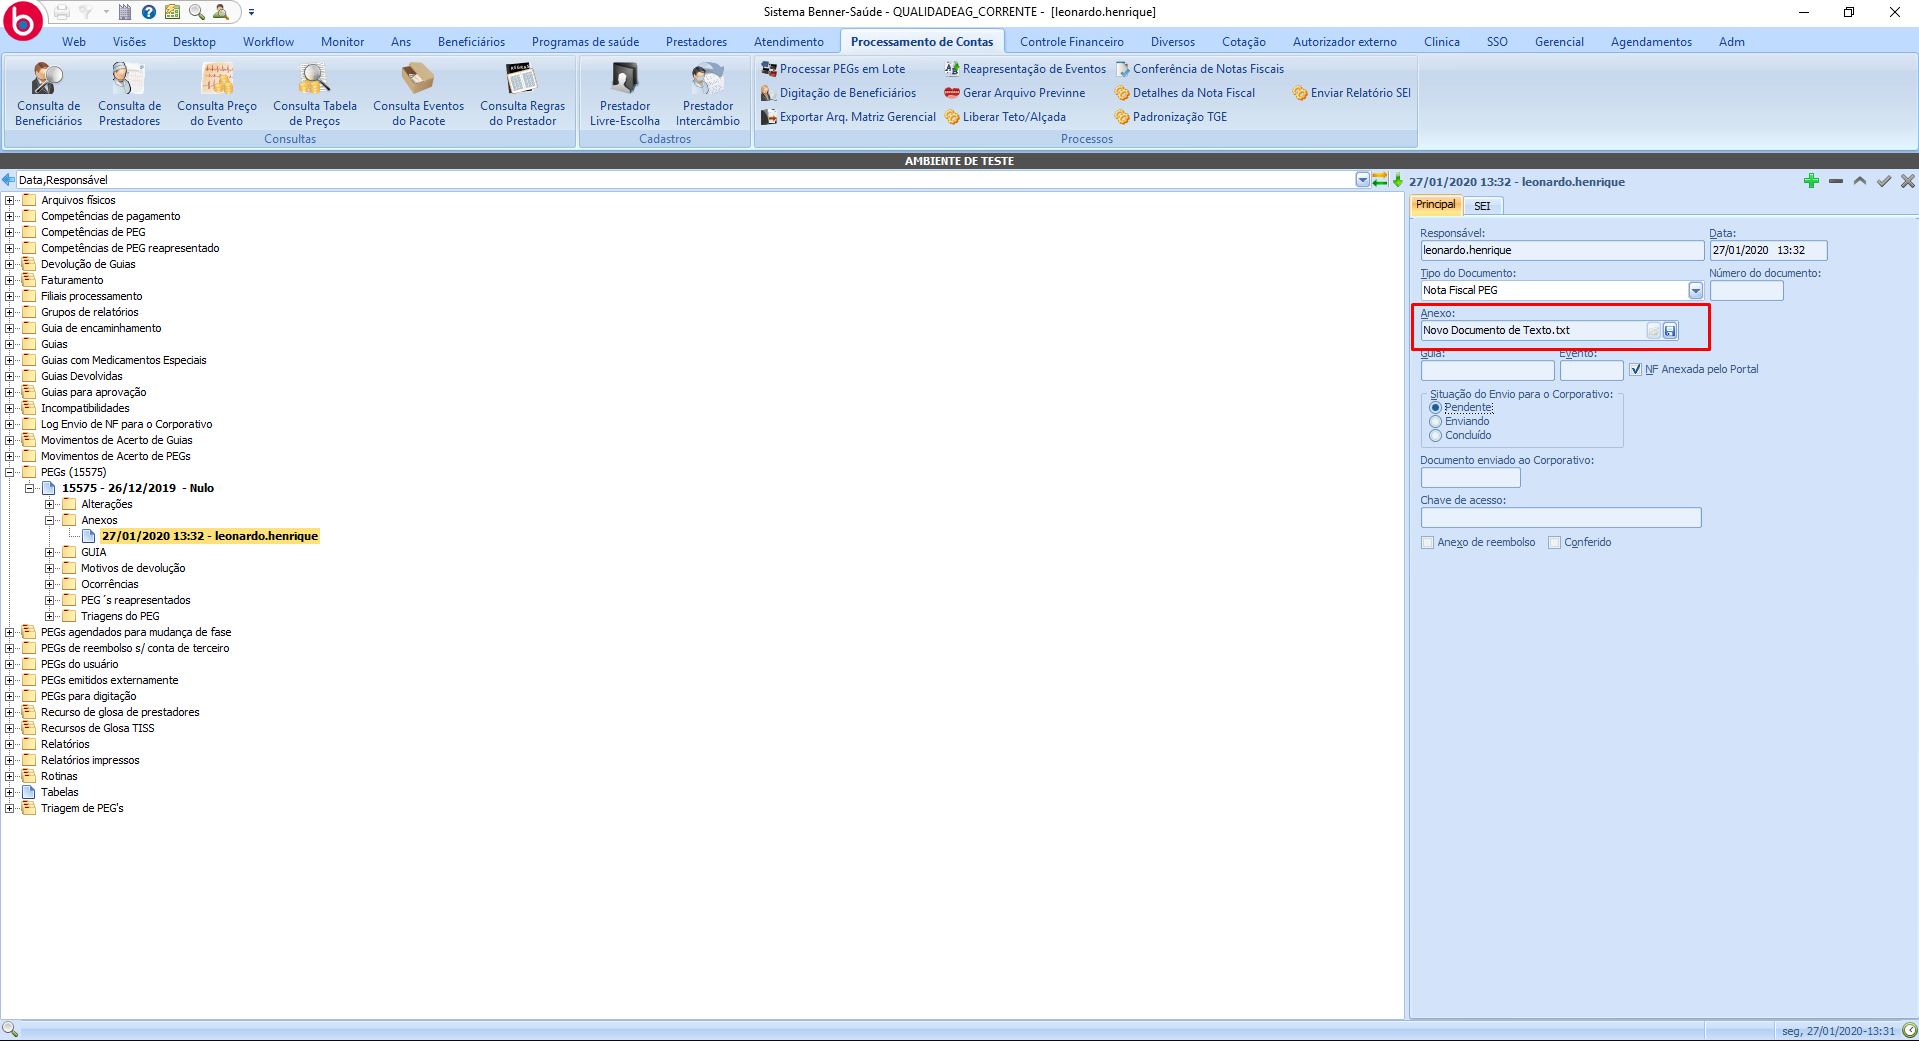 Sistema Benner-Saúde - QUALIDADEAG_CORRENTE - [leonardo.henrique]
b
Web Visões Desktop Workflow Monitor Ans Beneficiários Programas de saúde Prestadores Atendimento Processamento de Contas Controle Financeiro Diversos Cotação Autorizador externo Clinica SSO Gerencial Agendamentos Adm
Consulta de Beneficiários
Consulta de Prestadores
Consulta Preço do Evento
Consulta Tabela de Preços
Consulta Eventos do Pacote
Consulta Regras do Prestador
Consultas
Prestador Livre-Escolha
Prestador Intercâmbio
Cadastros
Processar PEGs em Lote
Digitação de Beneficiários
Exportar Arq. Matriz Gerencial
Reapresentação de Eventos
Gerar Arquivo Previnne
Liberar Teto/Alçada
Conferência de Notas Fiscais
Detalhes da Nota Fiscal
Padronização TGE
Enviar Relatório SEI
Processos
AMBIENTE DE TESTE
Data,Responsável
Arquivos físicos
Competências de pagamento
Competências de PEG
Competências de PEG reapresentado
Devolução de Guias
Faturamento
Filiais processamento
Grupos de relatórios
Guia de encaminhamento
Guias
Guias com Medicamentos Especiais
Guias Devolvidas
Guias para aprovação
Incompatibilidades
Log Envio de NF para o Corporativo
Movimentos de Acerto de Guias
Movimentos de Acerto de PEGs
PEGs (15575)
15575 - 26/12/2019 - Nulo
Alterações
Anexos
27/01/2020 13:32 - leonardo.henrique
GUIA
Motivos de devolução
Ocorrências
PEG´s reapresentados
Triagens do PEG
PEGs agendados para mudança de fase
PEGs de reembolso s/ conta de terceiro
PEGs do usuário
PEGs emitidos externamente
PEGs para digitação
Recurso de glosa de prestadores
Recursos de Glosa TISS
Relatórios
Relatórios impressos
Rotinas
Tabelas
Triagem de PEG's
27/01/2020 13:32 - leonardo.henrique
Principal SEI
Responsável: Data:
leonardo.henrique 27/01/2020 13:32
Tipo do Documento: Número do documento:
Nota Fiscal PEG
Anexo:
Novo Documento de Texto.txt
Guia: Evento:
NF Anexada pelo Portal
Situação do Envio para o Corporativo:
Pendente
Enviando
Concluído
Documento enviado ao Corporativo:
Chave de acesso:
Anexo de reembolso Conferido
seg, 27/01/2020-13:31